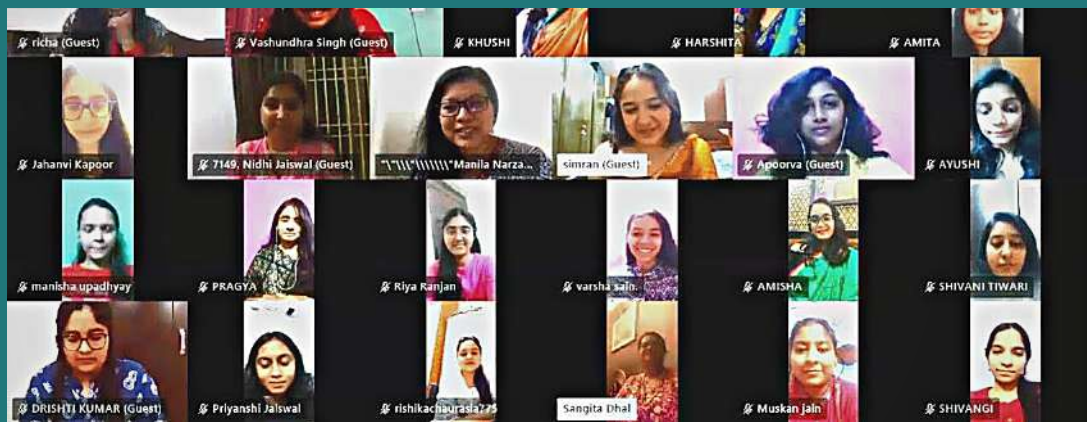 richa (Guest)
Vashundhra Singh (Guest)
KHUSHI
HARSHITA
AMITA
Jahanvi Kapoor
7149, Nidhi Jaiswal (Guest)
"\"\\\"\\\\\\"Manila Narza...
simran (Guest)
Apoorva (Guest)
AYUSHI
manisha upadhyay
PRAGYA
Riya Ranjan
varsha sain.
AMISHA
SHIVANI TIWARI
DRISHTI KUMAR (Guest)
Priyanshi Jaiswal
rishikachaurasia775
Sangita Dhal
Muskan jain
SHIVANGI